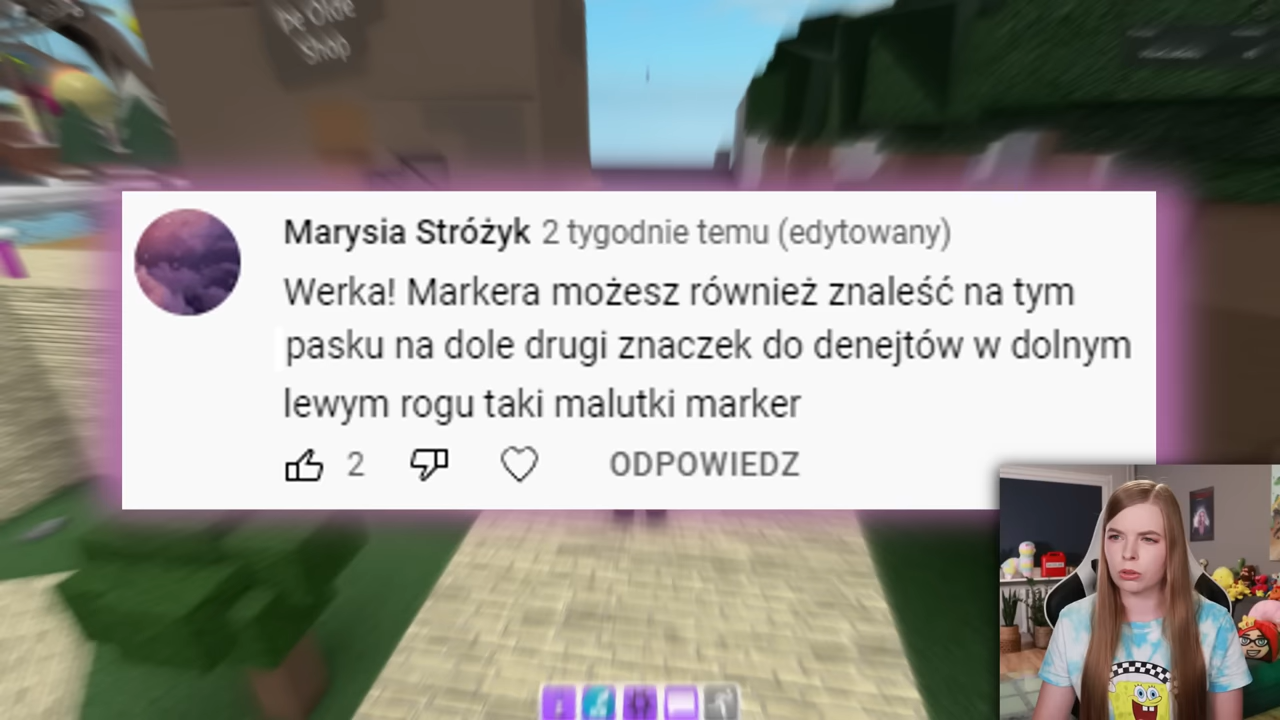 De Olde
Shop
Marysia Stróżyk 2 tygodnie temu (edytowany)
Werka! Markera możesz również znaleść na tym
pasku na dole drugi znaczek do denejtów w dolnym
lewym rogu taki malutki marker
2 ODPOWIEDZ